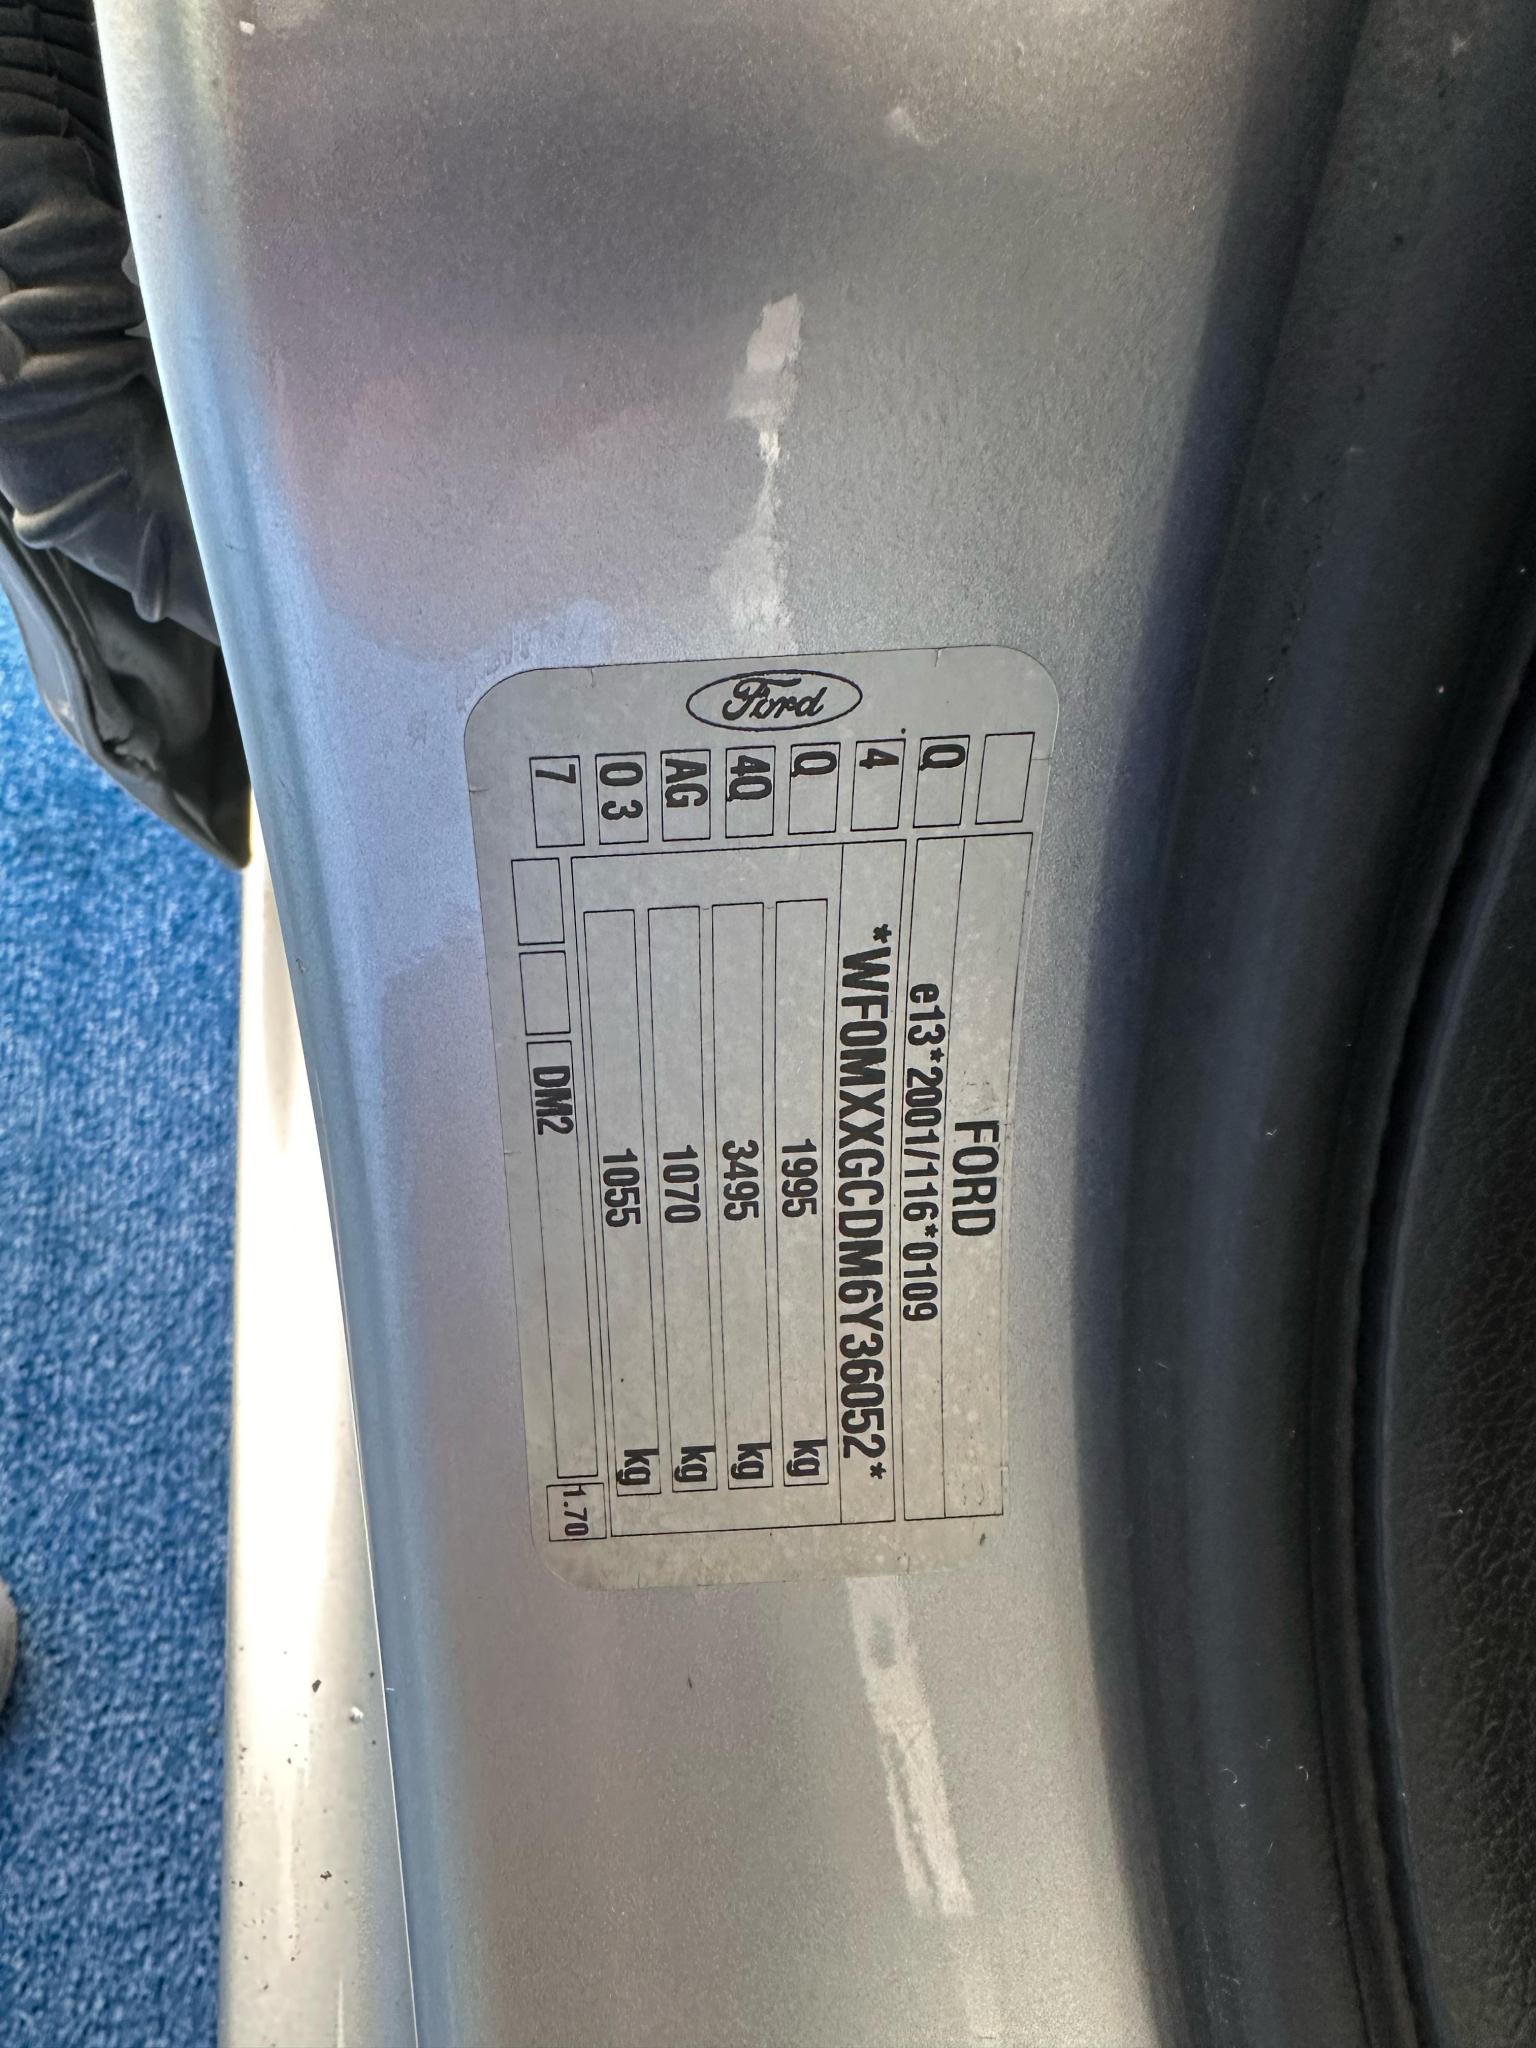 Ford
FORD
Q
e13*2001/116*0109
4
*WF0MXXGCDM6Y36052*
Q
1995 kg
4Q
3495 kg
AG
1070 kg
0 3
1055 kg
7
DM2
1.70